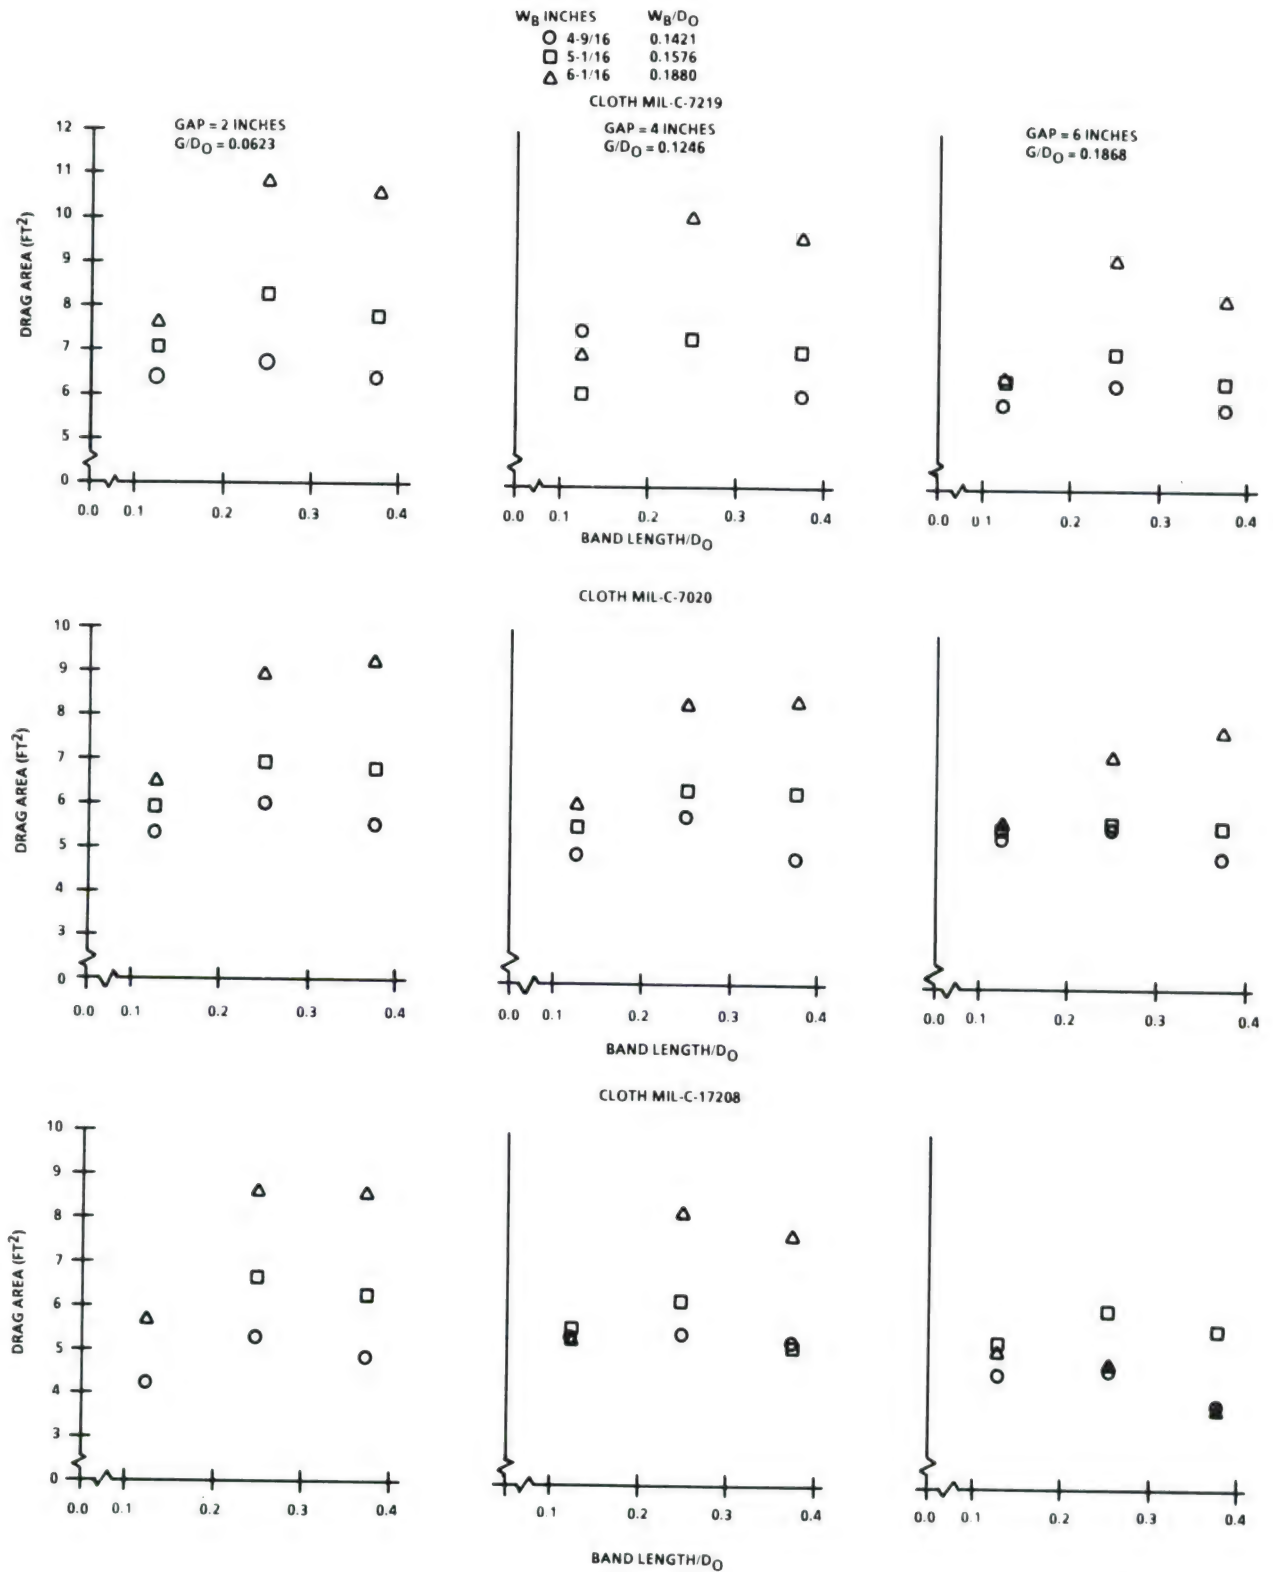 W_B INCHES W_B/D_O
○ 4-9/16 0.1421
□ 5-1/16 0.1576
△ 6-1/16 0.1880
CLOTH MIL-C-7219
GAP = 2 INCHES
G/D_O = 0.0623
GAP = 4 INCHES
G/D_O = 0.1246
GAP = 6 INCHES
G/D_O = 0.1868
DRAG AREA (FT²)
12
11
10
9
8
7
6
5
0
0.0 0.1 0.2 0.3 0.4
0.0 0.1 0.2 0.3 0.4
0.0 0 1 0.2 0.3 0.4
BAND LENGTH/D_O
CLOTH MIL-C-7020
DRAG AREA (FT²)
10
9
8
7
6
5
4
3
0
0.0 0.1 0.2 0.3 0.4
0.0 0.1 0.2 0.3 0.4
0.0 0.1 0.2 0.3 0.4
BAND LENGTH/D_O
CLOTH MIL-C-17208
DRAG AREA (FT²)
10
9
8
7
6
5
4
3
0
0.0 0.1 0.2 0.3 0.4
0.1 0.2 0.3 0.4
0.0 0.1 0.2 0.3 0.4
BAND LENGTH/D_O